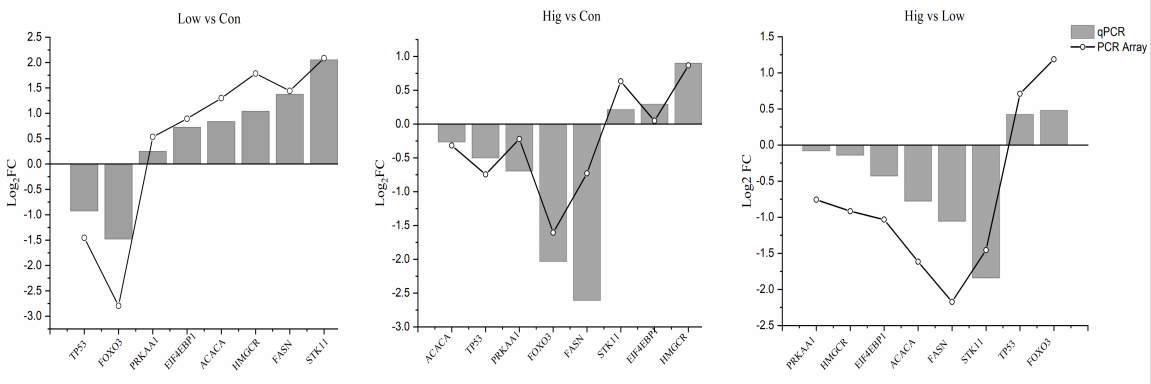 Low vs Con
Log2FC
2.5
2.0
1.5
1.0
0.5
0.0
-0.5
-1.0
-1.5
-2.0
-2.5
-3.0
TP53
FOXO3
PRKAA1
EIF4EBP1
ACACA
HMGCR
FASN
STK11
Hig vs Con
Log2FC
1.0
0.5
0.0
-0.5
-1.0
-1.5
-2.0
-2.5
-3.0
ACACA
TP53
PRKAA1
FOXO3
FASN
STK11
EIF4EBP1
HMGCR
Hig vs Low
Log2 FC
1.5
1.0
0.5
0.0
-0.5
-1.0
-1.5
-2.0
-2.5
PRKAA1
HMGCR
EIF4EBP1
ACACA
FASN
STK11
TP53
FOXO3
qPCR
PCR Array